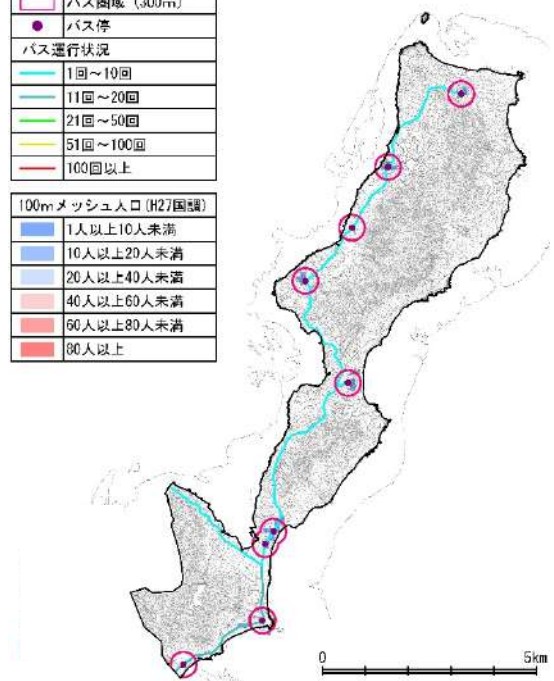 バス圏域（300m）
バス停
バス運行状況
1回～10回
11回～20回
21回～50回
51回～100回
100回以上
100mメッシュ人口(H27国調)
1人以上10人未満
10人以上20人未満
20人以上40人未満
40人以上60人未満
60人以上80人未満
80人以上
0 5km